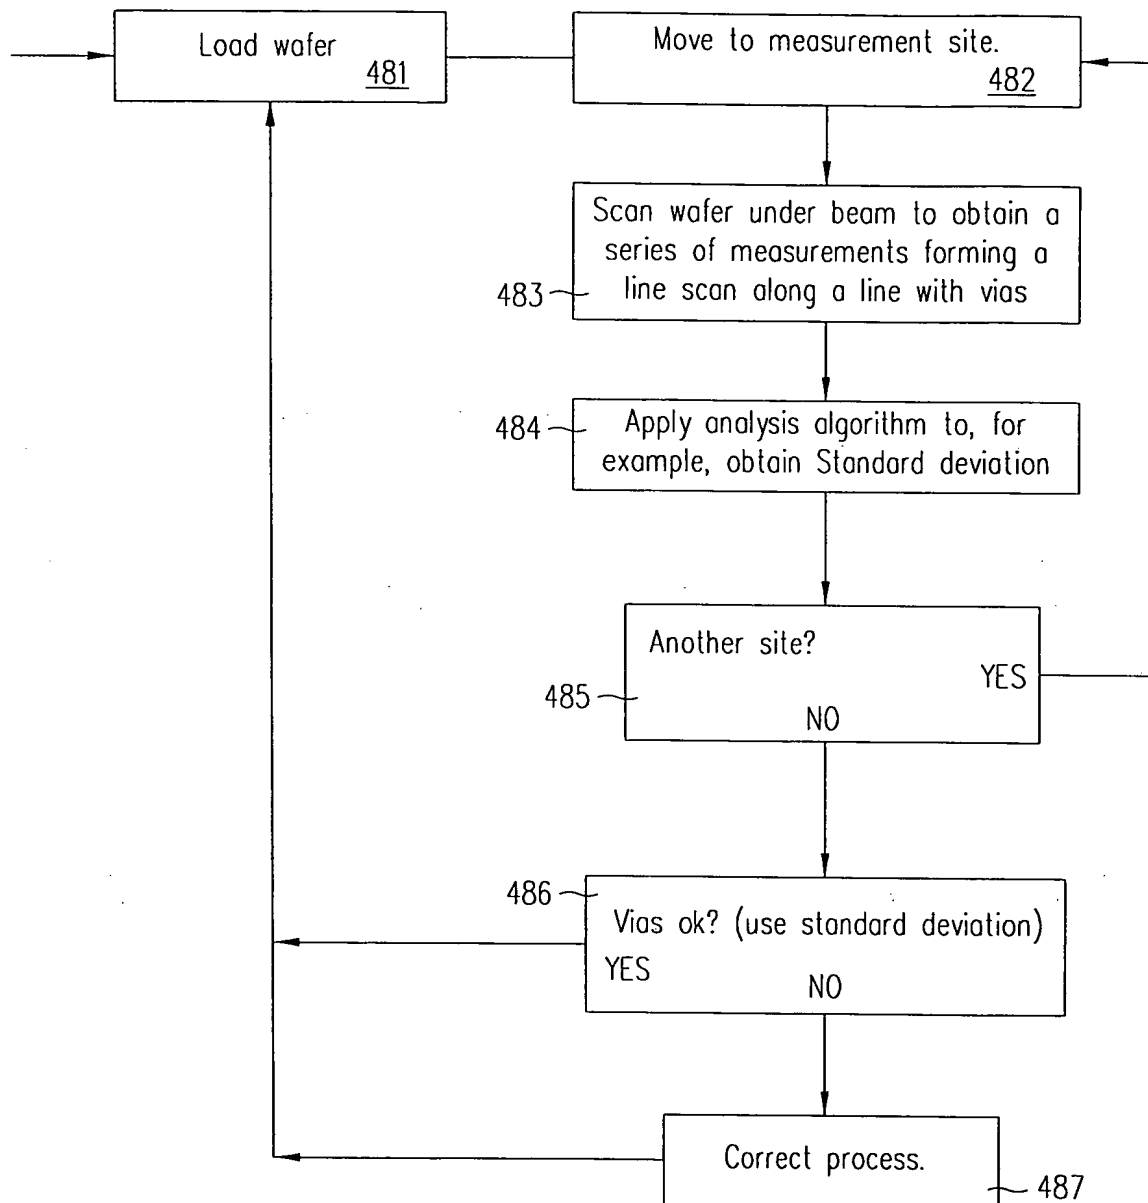 Load wafer
481
Move to measurement site.
482
Scan wafer under beam to obtain a
series of measurements forming a
line scan along a line with vias
483
484
Apply analysis algorithm to, for
example, obtain Standard deviation
Another site?
YES
485
NO
486
Vias ok? (use standard deviation)
YES
NO
Correct process.
487